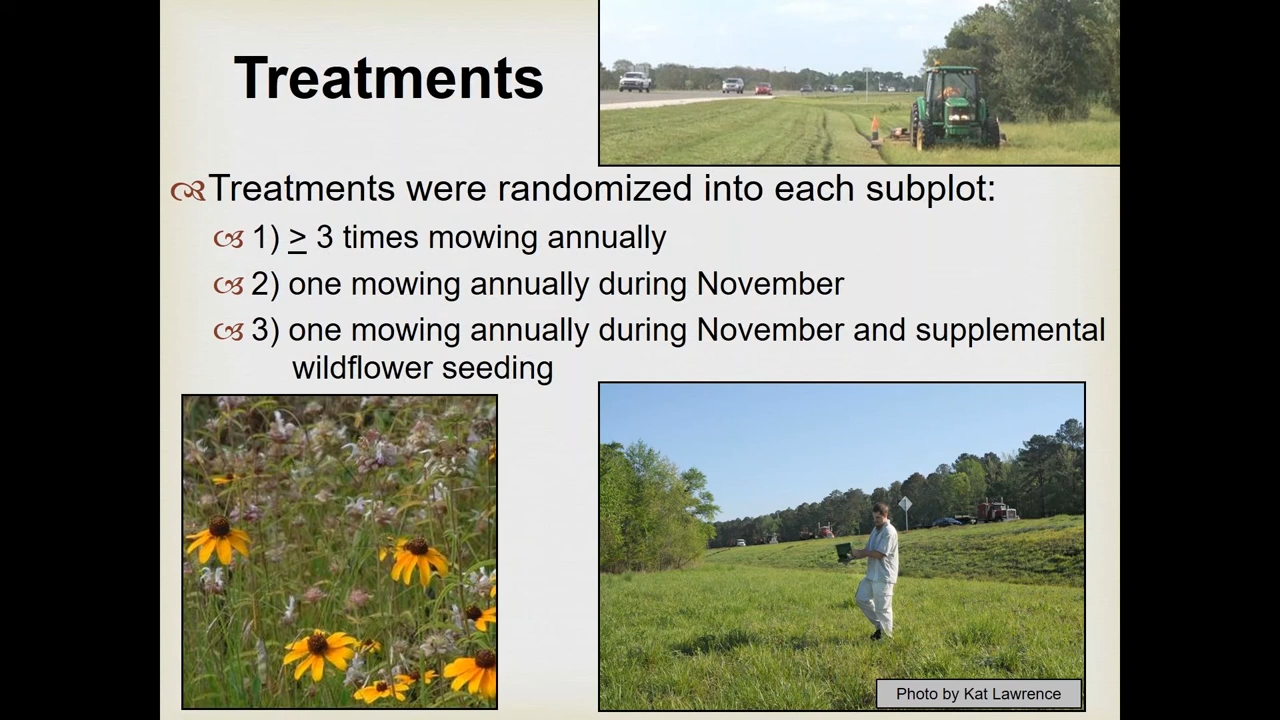 Treatments
Treatments were randomized into each subplot:
1) > 3 times mowing annually
2) one mowing annually during November
3) one mowing annually during November and supplemental
wildflower seeding
Photo by Kat Lawrence